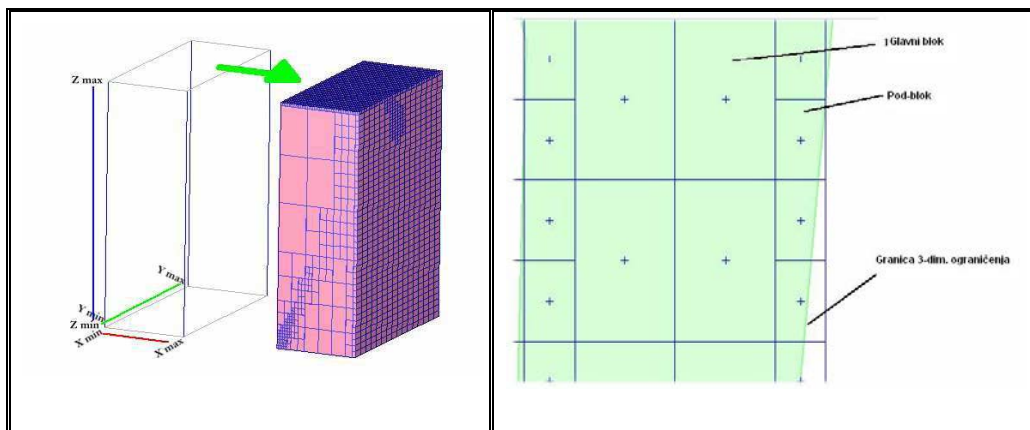 Z max
Y max
Y min
Z min
X min
X max
Glavni blok
Pod-blok
Granica 3-dim. ograničenja